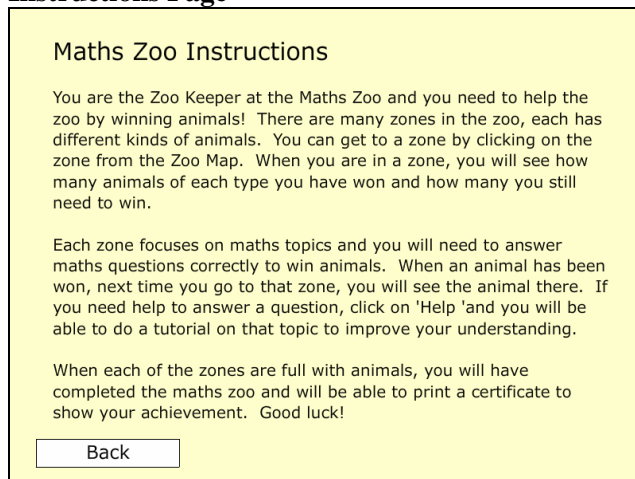 Instructions Page
Maths Zoo Instructions
You are the Zoo Keeper at the Maths Zoo and you need to help the
zoo by winning animals!  There are many zones in the zoo, each has
different kinds of animals.  You can get to a zone by clicking on the
zone from the Zoo Map.  When you are in a zone, you will see how
many animals of each type you have won and how many you still
need to win.
Each zone focuses on maths topics and you will need to answer
maths questions correctly to win animals.  When an animal has been
won, next time you go to that zone, you will see the animal there.  If
you need help to answer a question, click on 'Help 'and you will be
able to do a tutorial on that topic to improve your understanding.
When each of the zones are full with animals, you will have
completed the maths zoo and will be able to print a certificate to
show your achievement.  Good luck!
Back